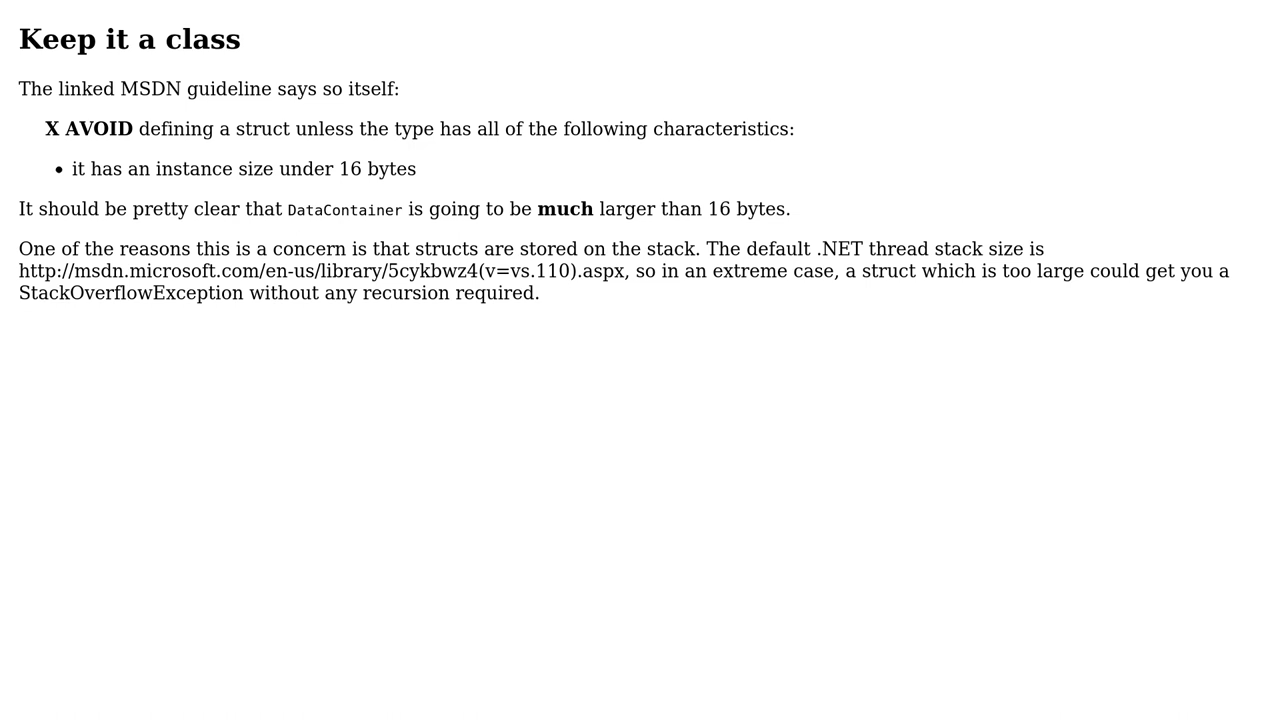 Keep it a class
The linked MSDN guideline says so itself:
X AVOID defining a struct unless the type has all of the following characteristics:
• it has an instance size under 16 bytes
It should be pretty clear that DataContainer is going to be much larger than 16 bytes.
One of the reasons this is a concern is that structs are stored on the stack. The default .NET thread stack size is
http://msdn.microsoft.com/en-us/library/5cykbwz4(v=vs.110).aspx, so in an extreme case, a struct which is too large could get you a
StackOverflowException without any recursion required.